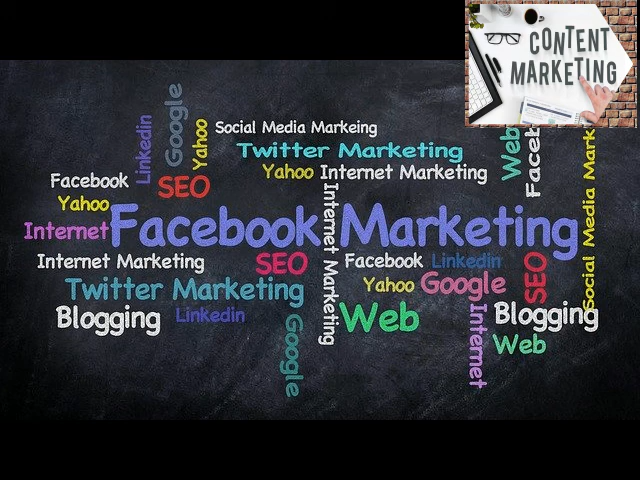 CONTENT
MARKETING
Google
Linkedin
Yahoo
Social Media Markeing
Twitter Marketing
Yahoo Internet Marketing
Web
Faceb
Social Media Mark
Facebook
SEO
Yahoo
Internet
Facebook Marketing
Internet Marketing
Internet Marketing
SEO
Facebook Linkedin
SEO
Twitter Marketing
Yahoo Google
Blogging
Linkedin
Google
Web
Internet
Blogging
Web